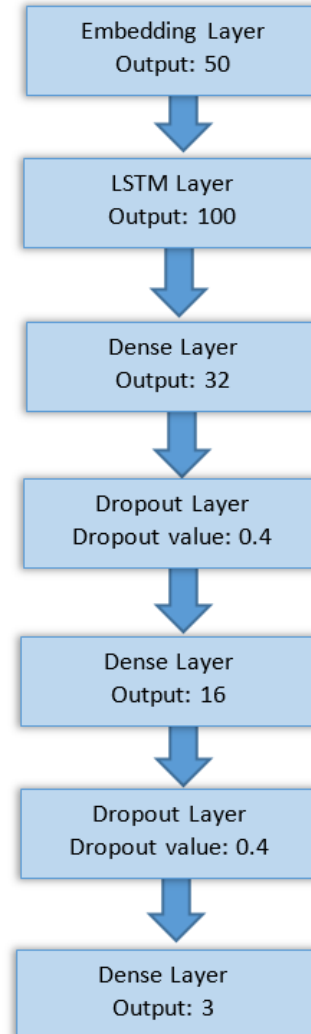 Embedding Layer
Output: 50
LSTM Layer
Output: 100
Dense Layer
Output: 32
Dropout Layer
Dropout value: 0.4
Dense Layer
Output: 16
Dropout Layer
Dropout value: 0.4
Dense Layer
Output: 3